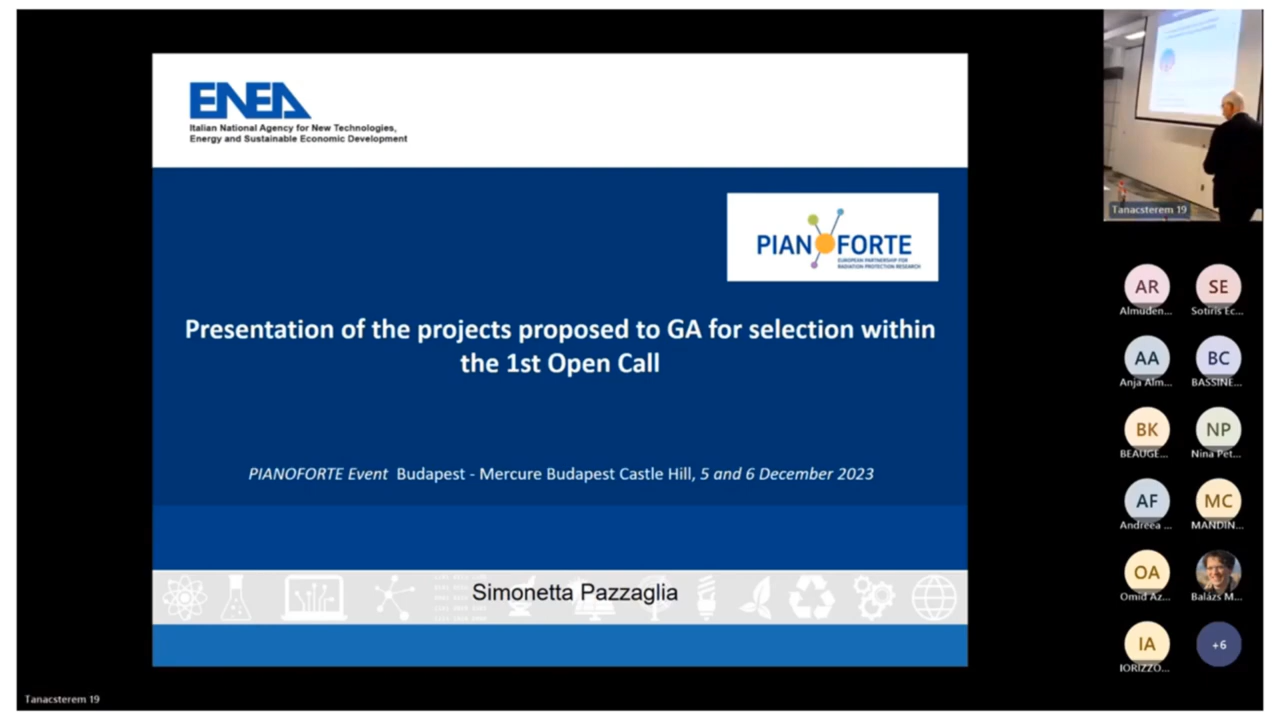 ENEA
Italian National Agency for New Technologies,
Energy and Sustainable Economic Development
PIANOFORTE
EUROPEAN PARTNERSHIP FOR
RADIATION PROTECTION RESEARCH
Presentation of the projects proposed to GA for selection within
the 1st Open Call
PIANOFORTE Event Budapest - Mercure Budapest Castle Hill, 5 and 6 December 2023
Simonetta Pazzaglia
Tanacsterem 19
Tanacsterem 19
AR
SE
Almuden...
Sotiris Ec...
AA
BC
Anja Alm...
BASSINE...
BK
NP
BEAUGE...
Nina Pet...
AF
MC
Andreea ...
MANDIN...
OA
Omid Az...
Balázs M...
IA
+6
IORIZZO...